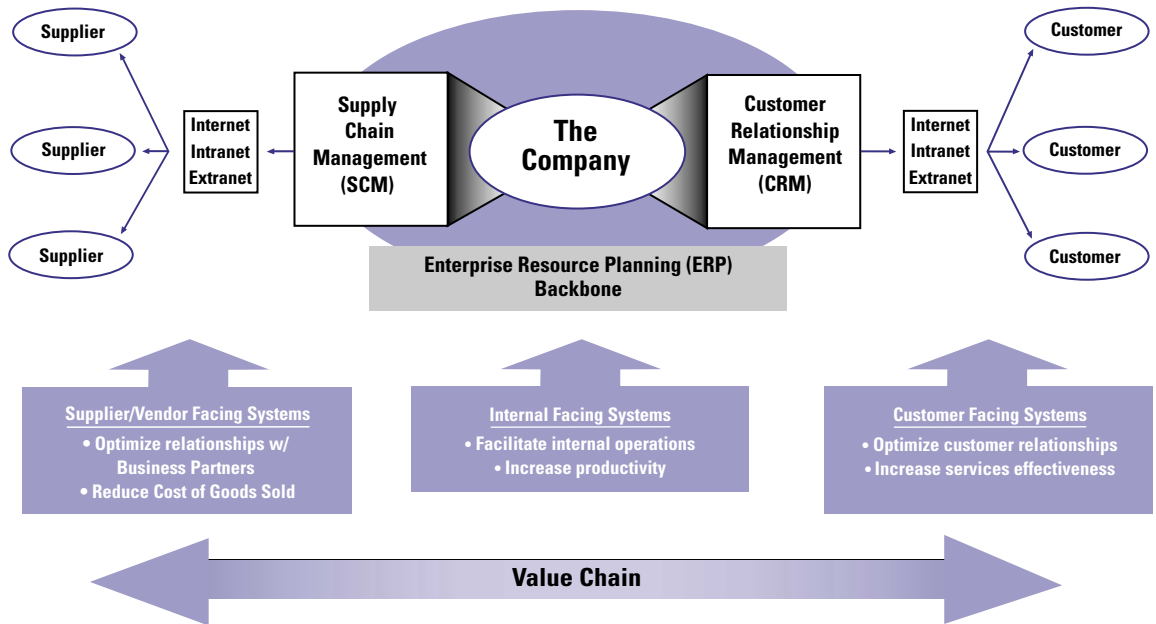 Supplier
Supplier
Supplier
Internet
Intranet
Extranet
Supply
Chain
Management
(SCM)
The
Company
Customer
Relationship
Management
(CRM)
Internet
Intranet
Extranet
Customer
Customer
Customer
Enterprise Resource Planning (ERP)
Backbone
Supplier/Vendor Facing Systems
• Optimize relationships w/
Business Partners
• Reduce Cost of Goods Sold
Internal Facing Systems
• Facilitate internal operations
• Increase productivity
Customer Facing Systems
• Optimize customer relationships
• Increase services effectiveness
Value Chain